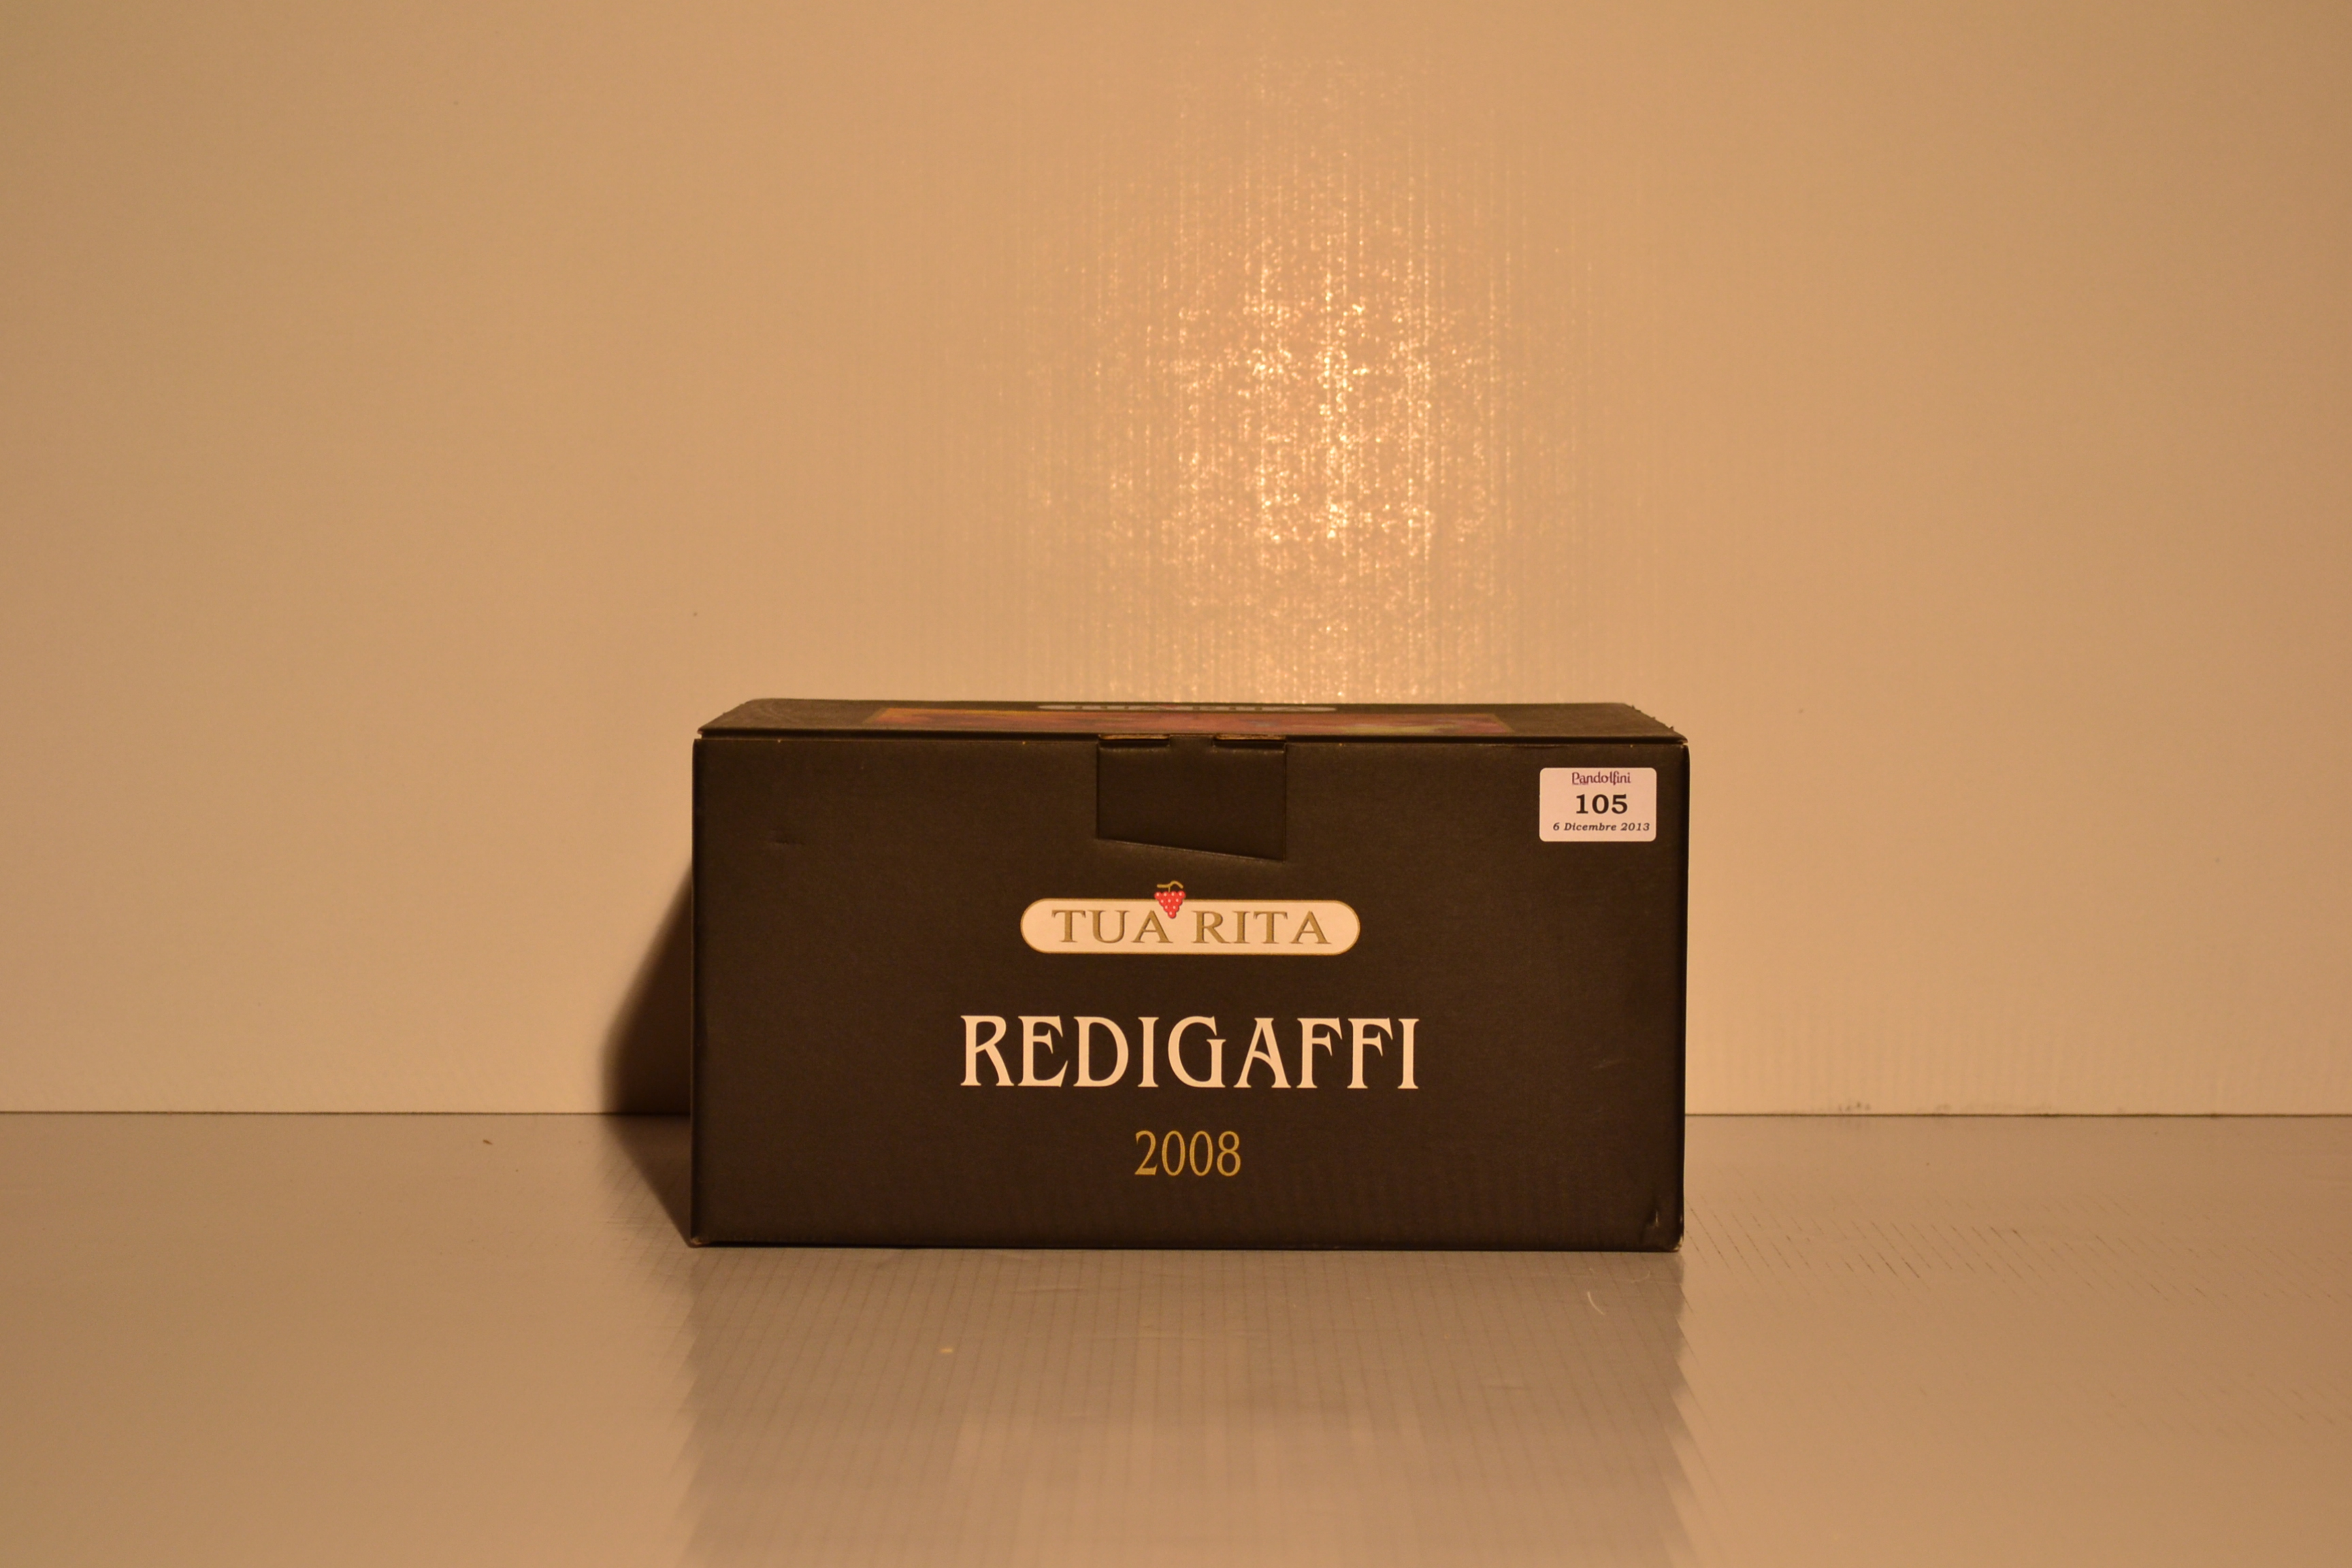 Pandolfini
105
6 Dicembre 2013
TUA RITA
REDIGAFFI
2008